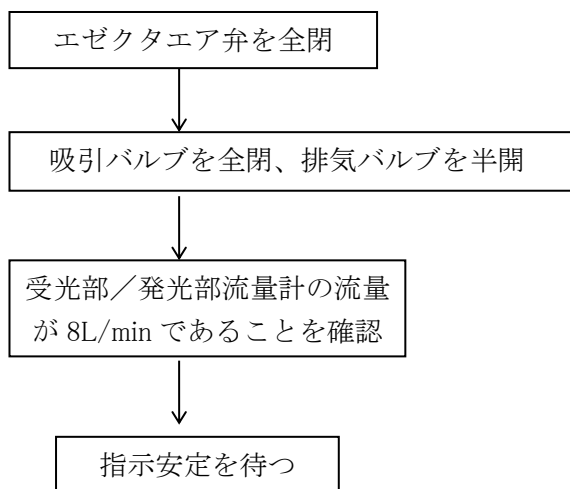 エゼクタエア弁を全閉
吸引バルブを全閉、排気バルブを半開
受光部／発光部流量計の流量
が 8L/min であることを確認
指示安定を待つ